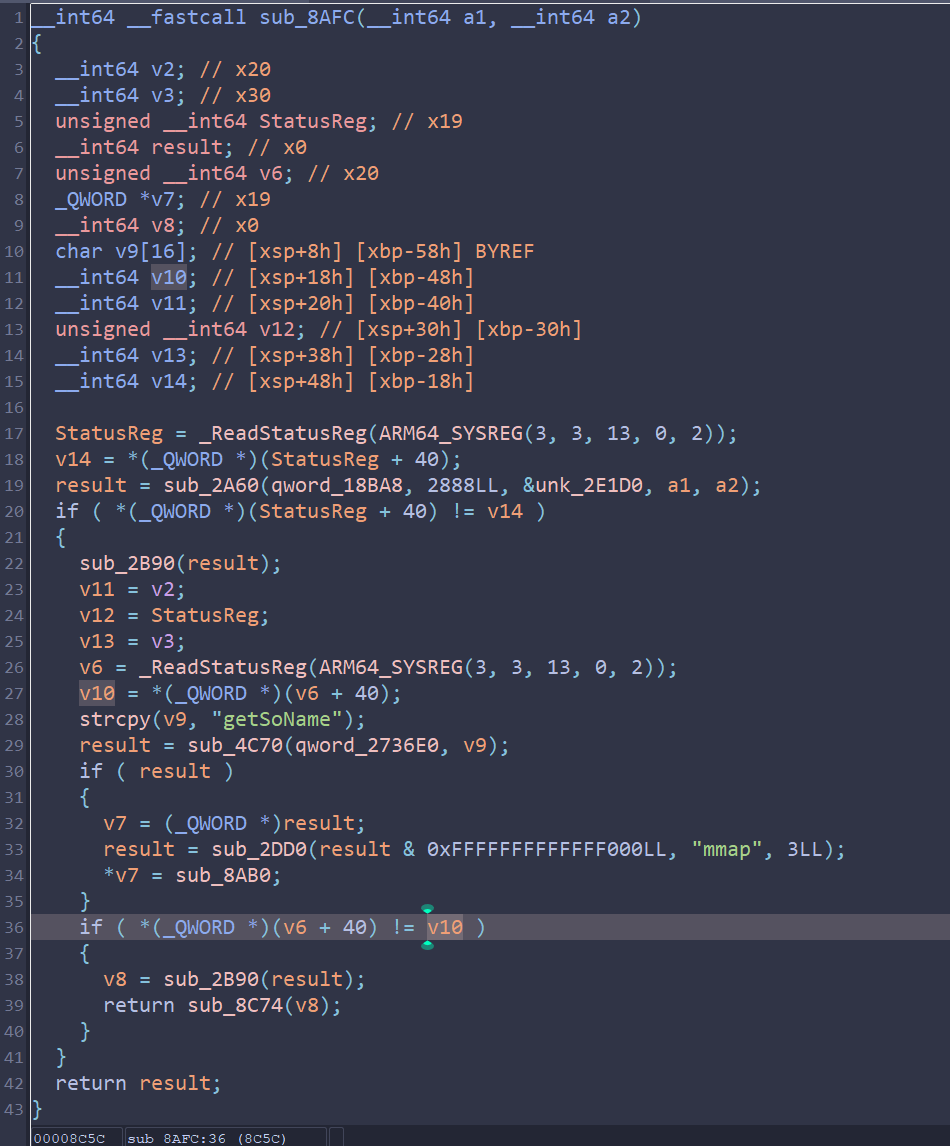 1 __int64 __fastcall sub_8AFC(__int64 a1, __int64 a2)
2 {
3 __int64 v2; // x20
4 __int64 v3; // x30
5 unsigned __int64 StatusReg; // x19
6 __int64 result; // x0
7 unsigned __int64 v6; // x20
8 _QWORD *v7; // x19
9 __int64 v8; // x0
10 char v9[16]; // [xsp+8h] [xbp-58h] BYREF
11 __int64 v10; // [xsp+18h] [xbp-48h]
12 __int64 v11; // [xsp+20h] [xbp-40h]
13 unsigned __int64 v12; // [xsp+30h] [xbp-30h]
14 __int64 v13; // [xsp+38h] [xbp-28h]
15 __int64 v14; // [xsp+48h] [xbp-18h]
16
17 StatusReg = _ReadStatusReg(ARM64_SYSREG(3, 3, 13, 0, 2));
18 v14 = *(_QWORD *)(StatusReg + 40);
19 result = sub_2A60(qword_18BA8, 2888LL, &unk_2E1D0, a1, a2);
20 if ( *(_QWORD *)(StatusReg + 40) != v14 )
21 {
22 sub_2B90(result);
23 v11 = v2;
24 v12 = StatusReg;
25 v13 = v3;
26 v6 = _ReadStatusReg(ARM64_SYSREG(3, 3, 13, 0, 2));
27 v10 = *(_QWORD *)(v6 + 40);
28 strcpy(v9, "getSoName");
29 result = sub_4C70(qword_2736E0, v9);
30 if ( result )
31 {
32 v7 = (_QWORD *)result;
33 result = sub_2DD0(result & 0xFFFFFFFFFFFFF000LL, "mmap", 3LL);
34 *v7 = sub_8AB0;
35 }
36 if ( *(_QWORD *)(v6 + 40) != v10 )
37 {
38 v8 = sub_2B90(result);
39 return sub_8C74(v8);
40 }
41 }
42 return result;
43 }
00008C5C sub_8AFC:36 (8C5C)